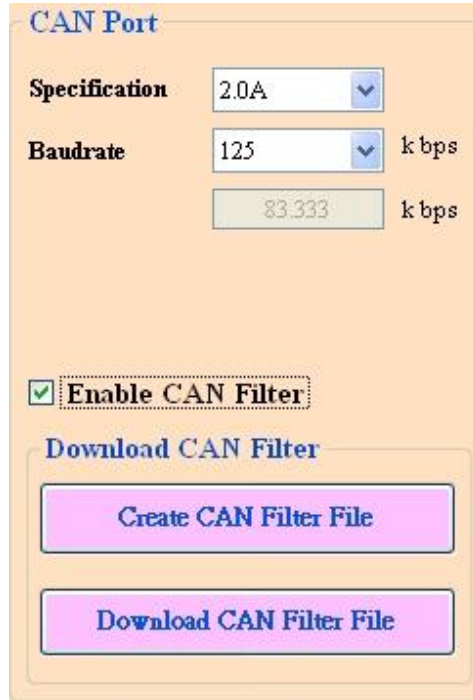 CAN Port
Specification 2.0A
Baudrate 125 k bps
83.333 k bps
Enable CAN Filter
Download CAN Filter
Create CAN Filter File
Download CAN Filter File